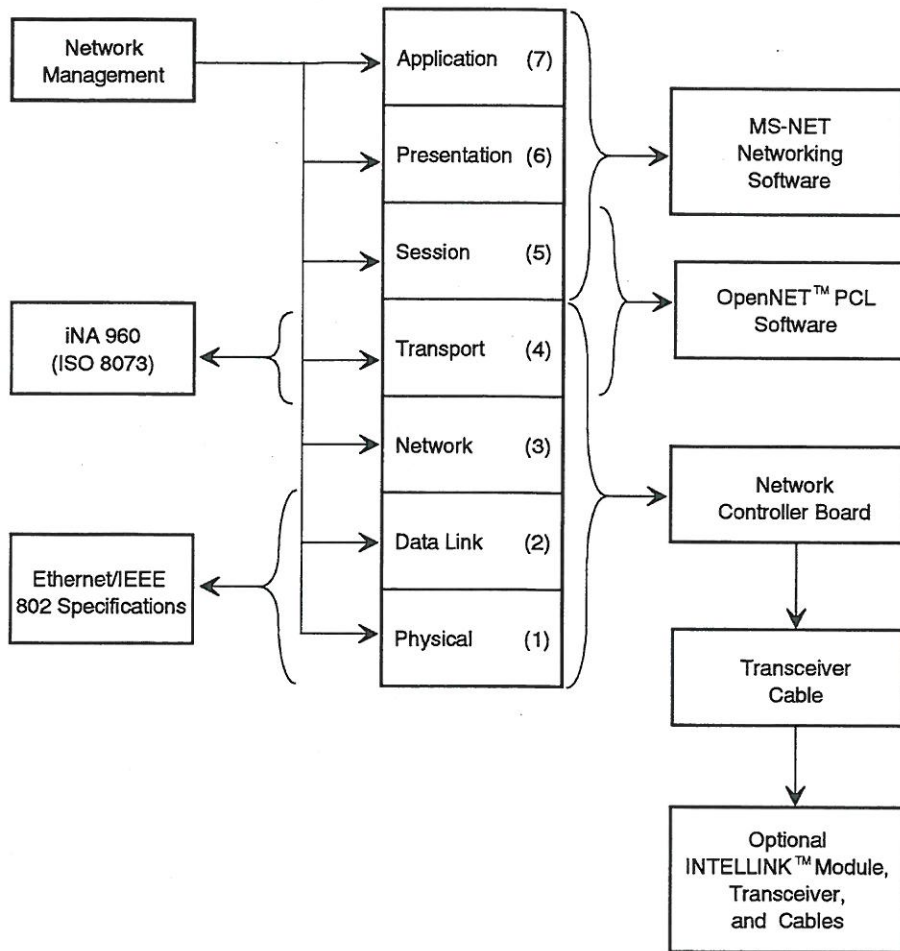 Network
Management
Application (7)
Presentation (6)
Session (5)
Transport (4)
Network (3)
Data Link (2)
Physical (1)
iNA 960
(ISO 8073)
Ethernet/IEEE
802 Specifications
MS-NET
Networking
Software
OpenNET™ PCL
Software
Network
Controller Board
Transceiver
Cable
Optional
INTELLINK™ Module,
Transceiver,
and Cables